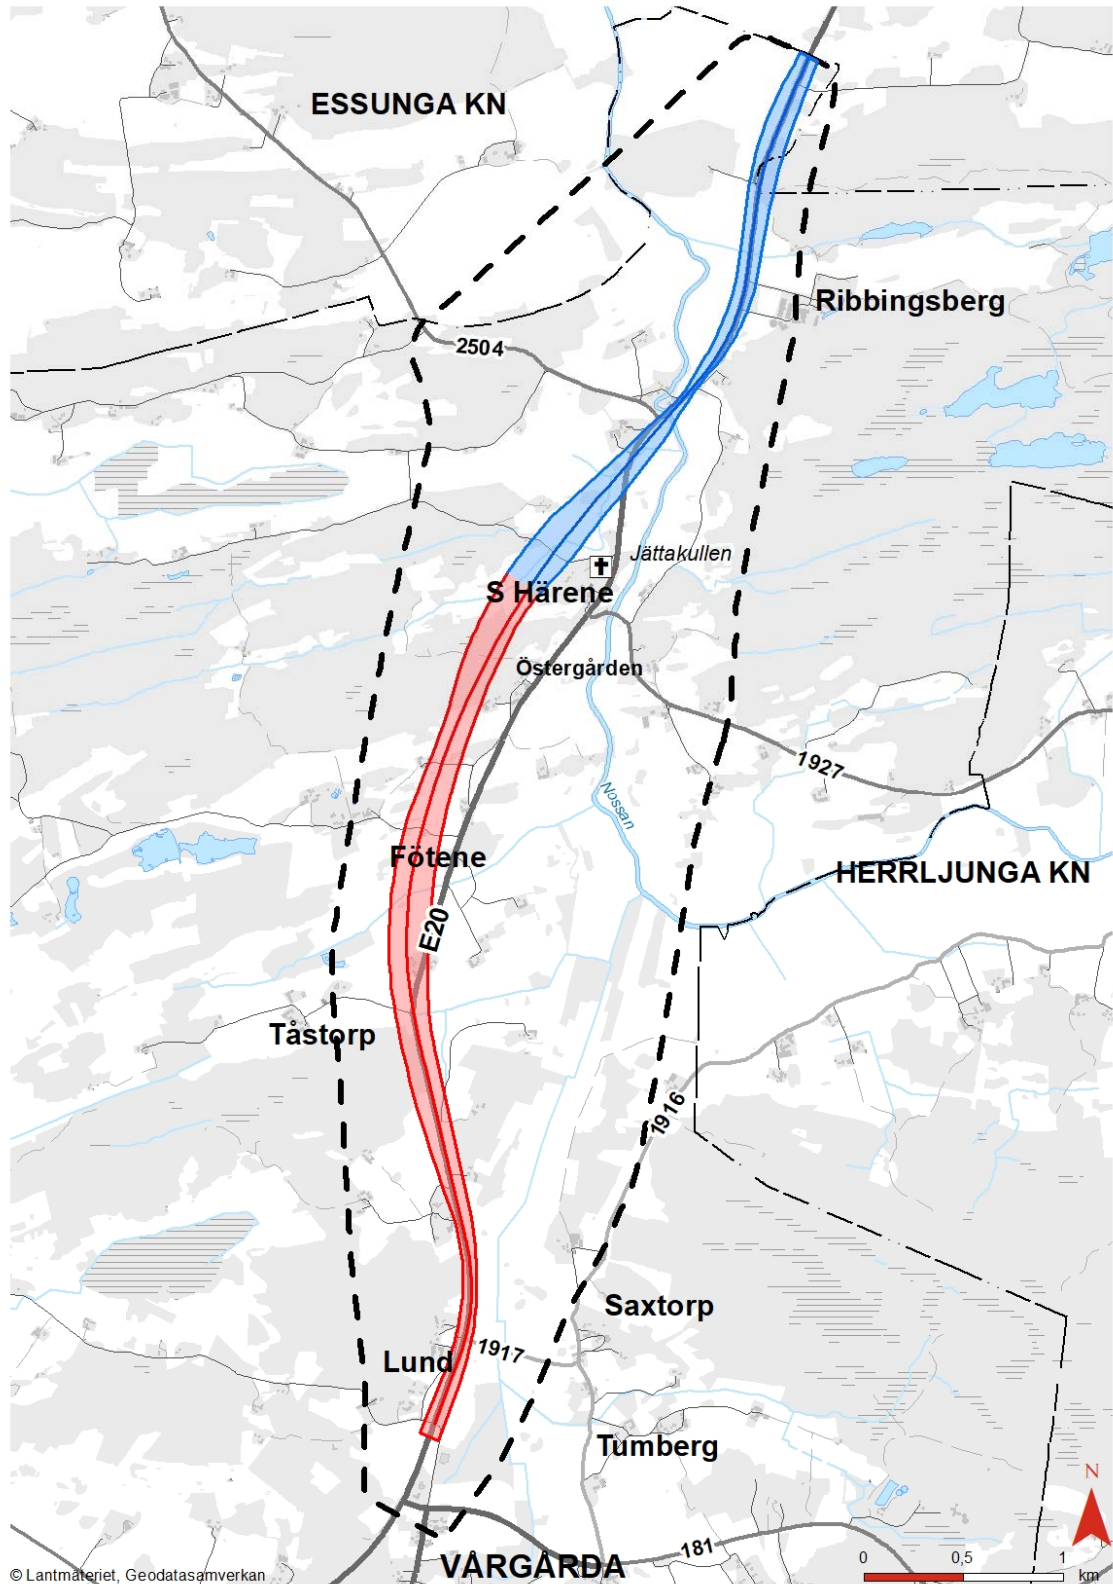 ESSUNGA KN
Ribbingsberg
2504
Jättakullen
S Härene
Östergården
1927
Nossan
Fötene
HERRLJUNGA KN
E20
Tåstorp
1916
Saxtorp
1917
Lund
Tumberg
N
181
0 0,5 1
km
VÅRGÅRDA
© Lantmäteriet, Geodatasamverkan